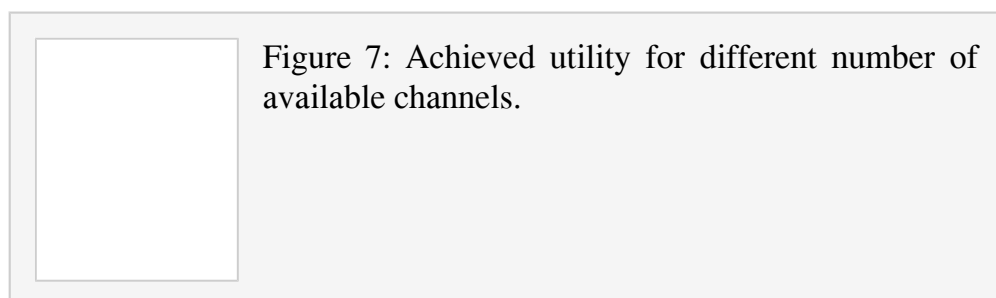 Figure 7: Achieved utility for different number of
available channels.